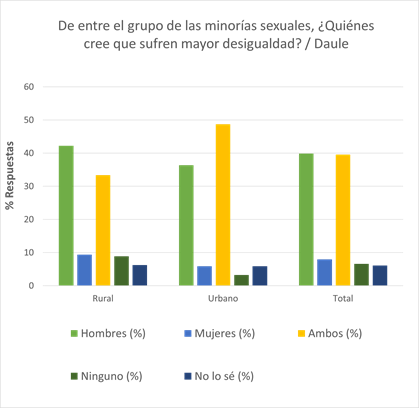 De entre el grupo de las minorías sexuales, ¿Quiénes
cree que sufren mayor desigualdad? / Daule
% Respuestas
60
50
40
30
20
10
0
Rural Urbano Total
Hombres (%) Mujeres (%) Ambos (%)
Ninguno (%) No lo sé (%)